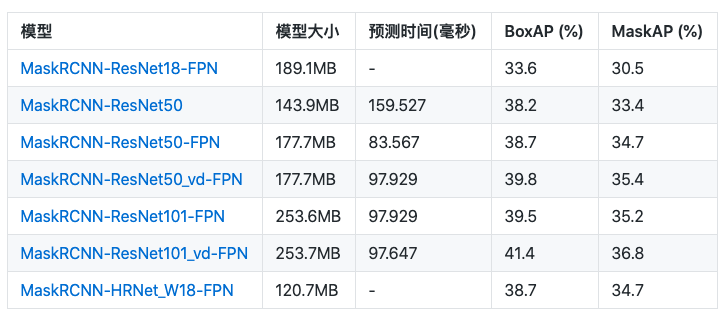 模型 模型大小 预测时间(毫秒) BoxAP (%) MaskAP (%)
MaskRCNN-ResNet18-FPN 189.1MB - 33.6 30.5
MaskRCNN-ResNet50 143.9MB 159.527 38.2 33.4
MaskRCNN-ResNet50-FPN 177.7MB 83.567 38.7 34.7
MaskRCNN-ResNet50_vd-FPN 177.7MB 97.929 39.8 35.4
MaskRCNN-ResNet101-FPN 253.6MB 97.929 39.5 35.2
MaskRCNN-ResNet101_vd-FPN 253.7MB 97.647 41.4 36.8
MaskRCNN-HRNet_W18-FPN 120.7MB - 38.7 34.7